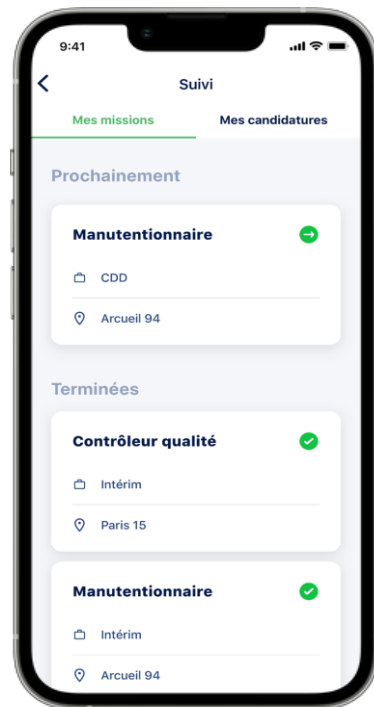 9:41
Suivi
Mes missions Mes candidatures
Prochainement
Manutentionnaire
CDD
Arcueil 94
Terminées
Contrôleur qualité
Intérim
Paris 15
Manutentionnaire
Intérim
Arcueil 94